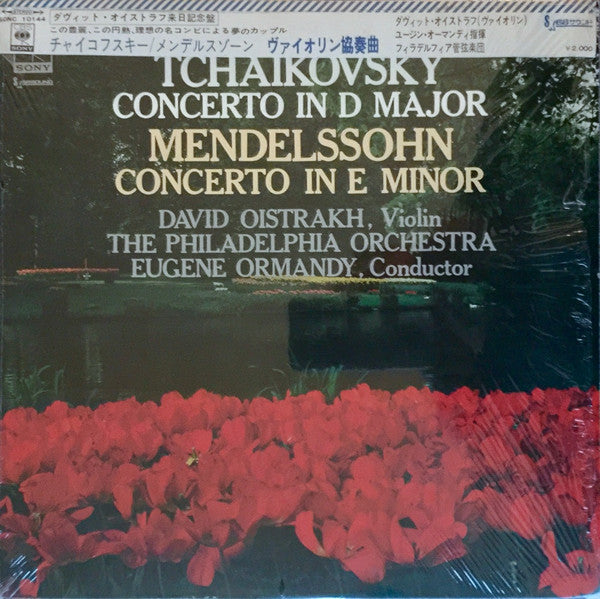 STEREO
SONC 10144
CBS
SONY
ダヴィット・オイストラフ来日記念盤
この豊麗、この円熟、理想の名コンビによる夢のカップル
チャイコフスキー/メンデルスゾーン ヴァイオリン協奏曲
ダヴィット・オイストラフ(ヴァイオリン)
ユージン・オーマンディ指揮
フィラデルフィア管弦楽団
¥2,000
TCHAIKOVSKY
CONCERTO IN D MAJOR
MENDELSSOHN
CONCERTO IN E MINOR
DAVID OISTRAKH, Violin
THE PHILADELPHIA ORCHESTRA
EUGENE ORMANDY, Conductor